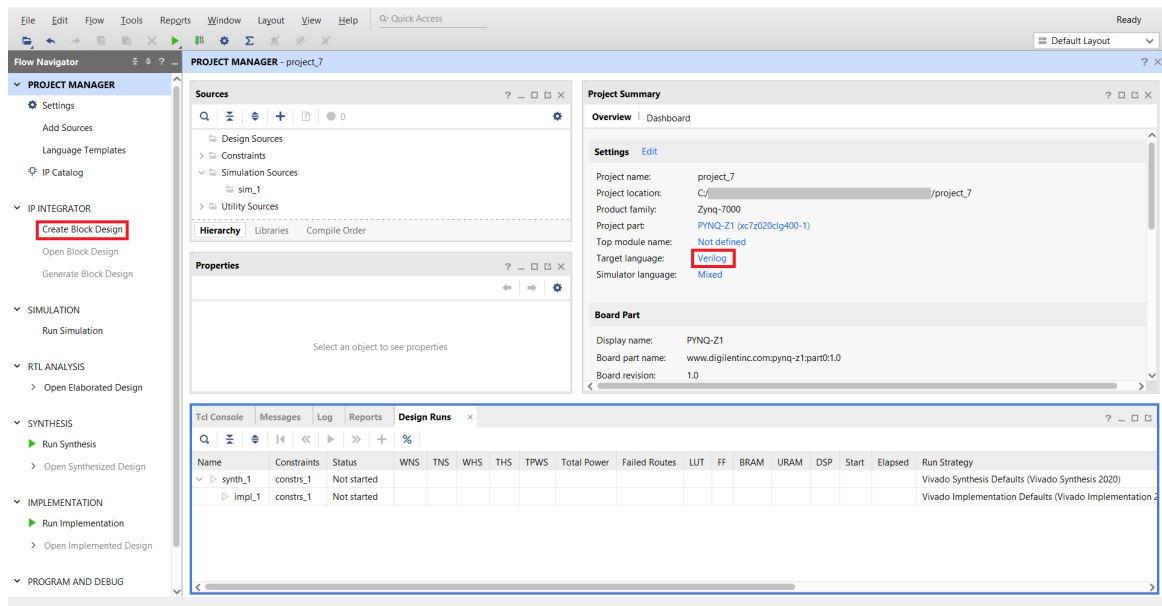 File Edit Flow Tools Reports Window Layout View Help Quick Access Ready
Default Layout
Flow Navigator
PROJECT MANAGER - project_7
PROJECT MANAGER
Settings
Add Sources
Language Templates
IP Catalog
IP INTEGRATOR
Create Block Design
Open Block Design
Generate Block Design
SIMULATION
Run Simulation
RTL ANALYSIS
Open Elaborated Design
SYNTHESIS
Run Synthesis
Open Synthesized Design
IMPLEMENTATION
Run Implementation
Open Implemented Design
PROGRAM AND DEBUG
Sources
0
Design Sources
Constraints
Simulation Sources
sim_1
Utility Sources
Hierarchy Libraries Compile Order
Properties
Select an object to see properties
Project Summary
Overview Dashboard
Settings Edit
Project name: project_7
Project location: C:/ /project_7
Product family: Zynq-7000
Project part: PYNQ-Z1 (xc7z020clg400-1)
Top module name: Not defined
Target language: Verilog
Simulator language: Mixed
Board Part
Display name: PYNQ-Z1
Board part name: www.digilentinc.com:pynq-z1:part0:1.0
Board revision: 1.0
Tcl Console Messages Log Reports Design Runs
Name Constraints Status WNS TNS WHS THS TPWS Total Power Failed Routes LUT FF BRAM URAM DSP Start Elapsed Run Strategy
synth_1 constrs_1 Not started Vivado Synthesis Defaults (Vivado Synthesis 2020)
impl_1 constrs_1 Not started Vivado Implementation Defaults (Vivado Implementation 2